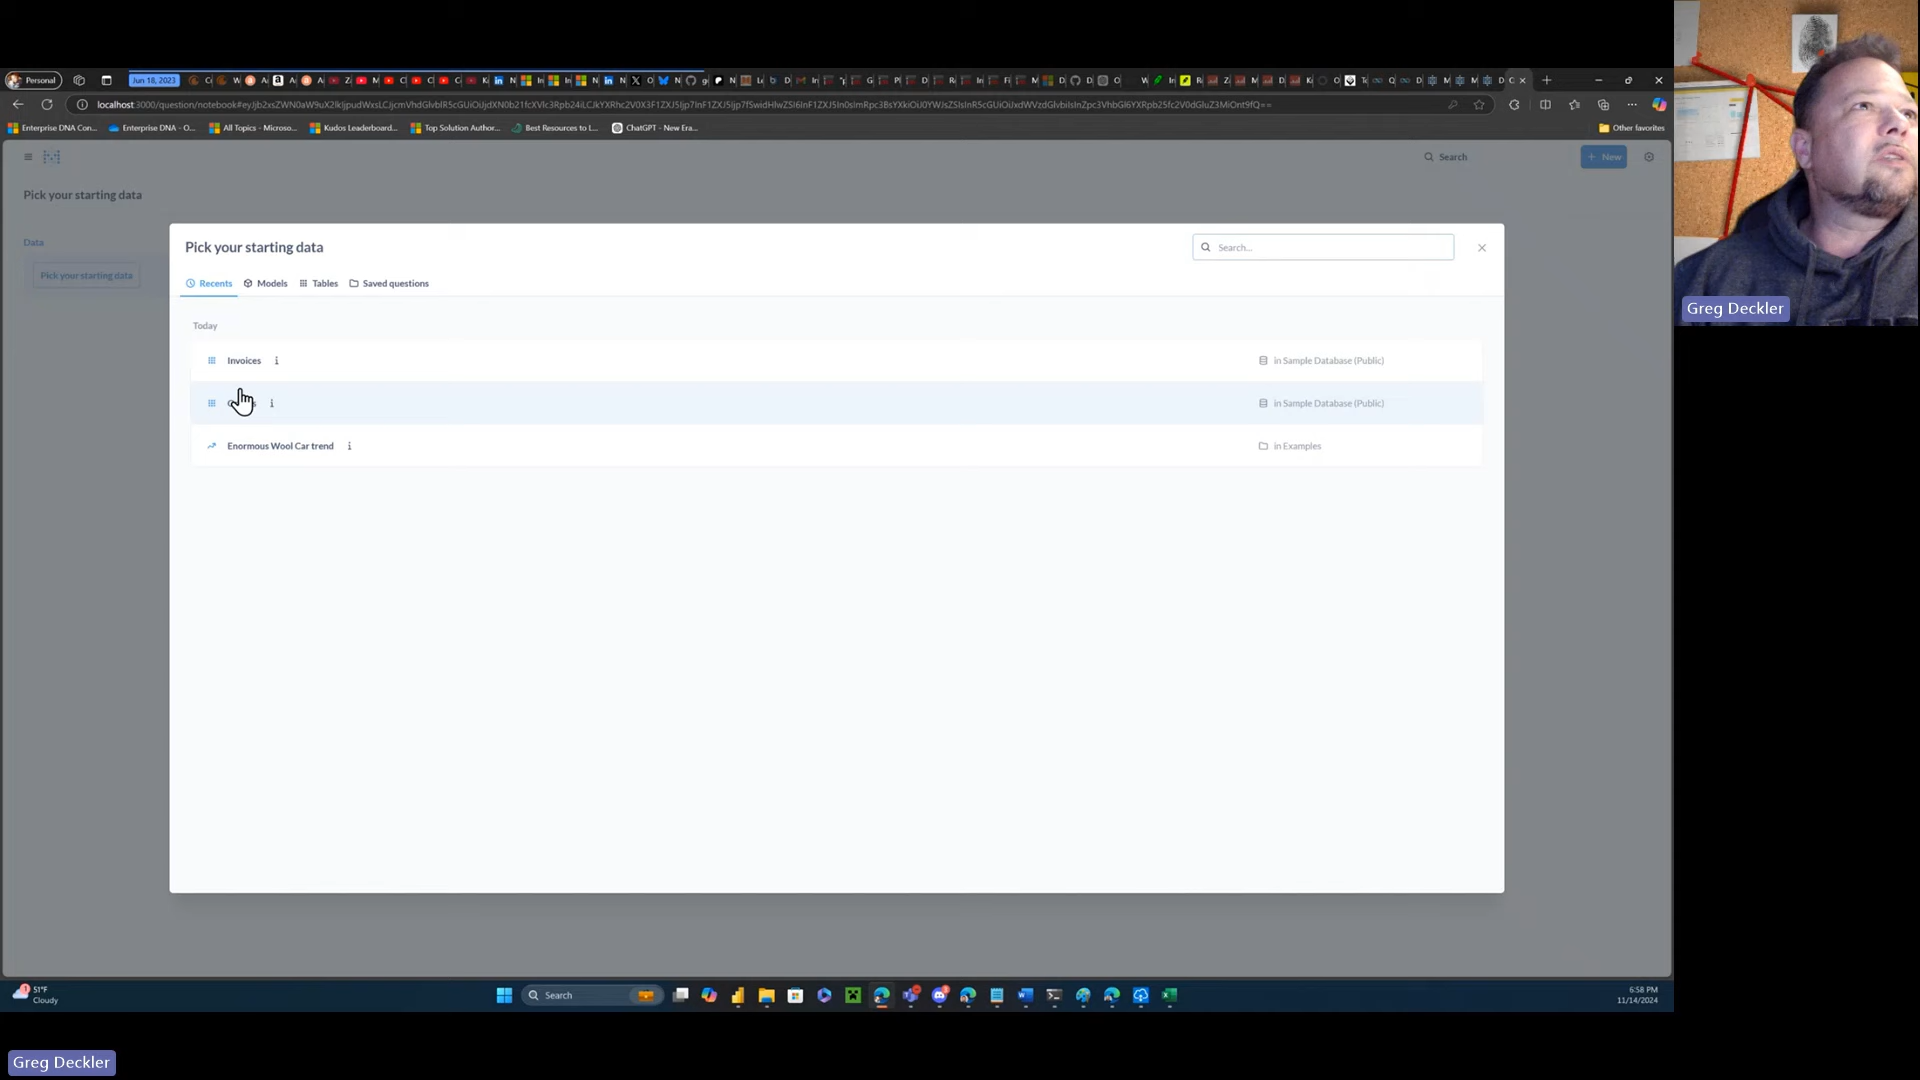 Personal
Jun 18, 2023
localhost:3000/question/notebook#
Enterprise DNA Con...
Enterprise DNA - O...
All Topics - Microso...
Kudos Leaderboard...
Top Solution Author...
Best Resources to L...
ChatGPT - New Era...
Other favorites
Search
+ New
Pick your starting data
Data
Pick your starting data
Pick your starting data
Search...
Recents
Models
Tables
Saved questions
Today
Invoices
in Sample Database (Public)
in Sample Database (Public)
Enormous Wool Car trend
in Examples
Greg Deckler
51°F
Cloudy
Search
6:58 PM
11/14/2024
Greg Deckler